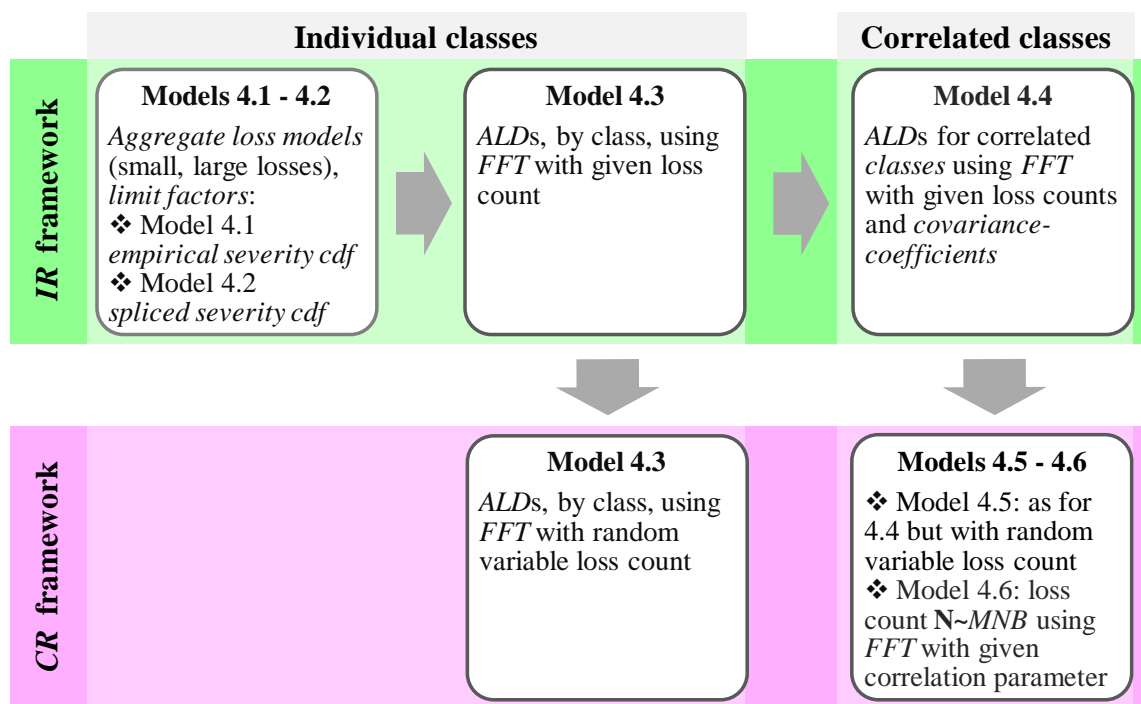 Individual classes
Correlated classes
IR framework
Models 4.1 - 4.2
Aggregate loss models
(small, large losses),
limit factors:
❖ Model 4.1
empirical severity cdf
❖ Model 4.2
spliced severity cdf
Model 4.3
ALDs, by class, using
FFT with given loss
count
Model 4.4
ALDs for correlated
classes using FFT
with given loss counts
and covariance-
coefficients
CR framework
Model 4.3
ALDs, by class, using
FFT with random
variable loss count
Models 4.5 - 4.6
❖ Model 4.5: as for
4.4 but with random
variable loss count
❖ Model 4.6: loss
count N~MNB using
FFT with given
correlation parameter